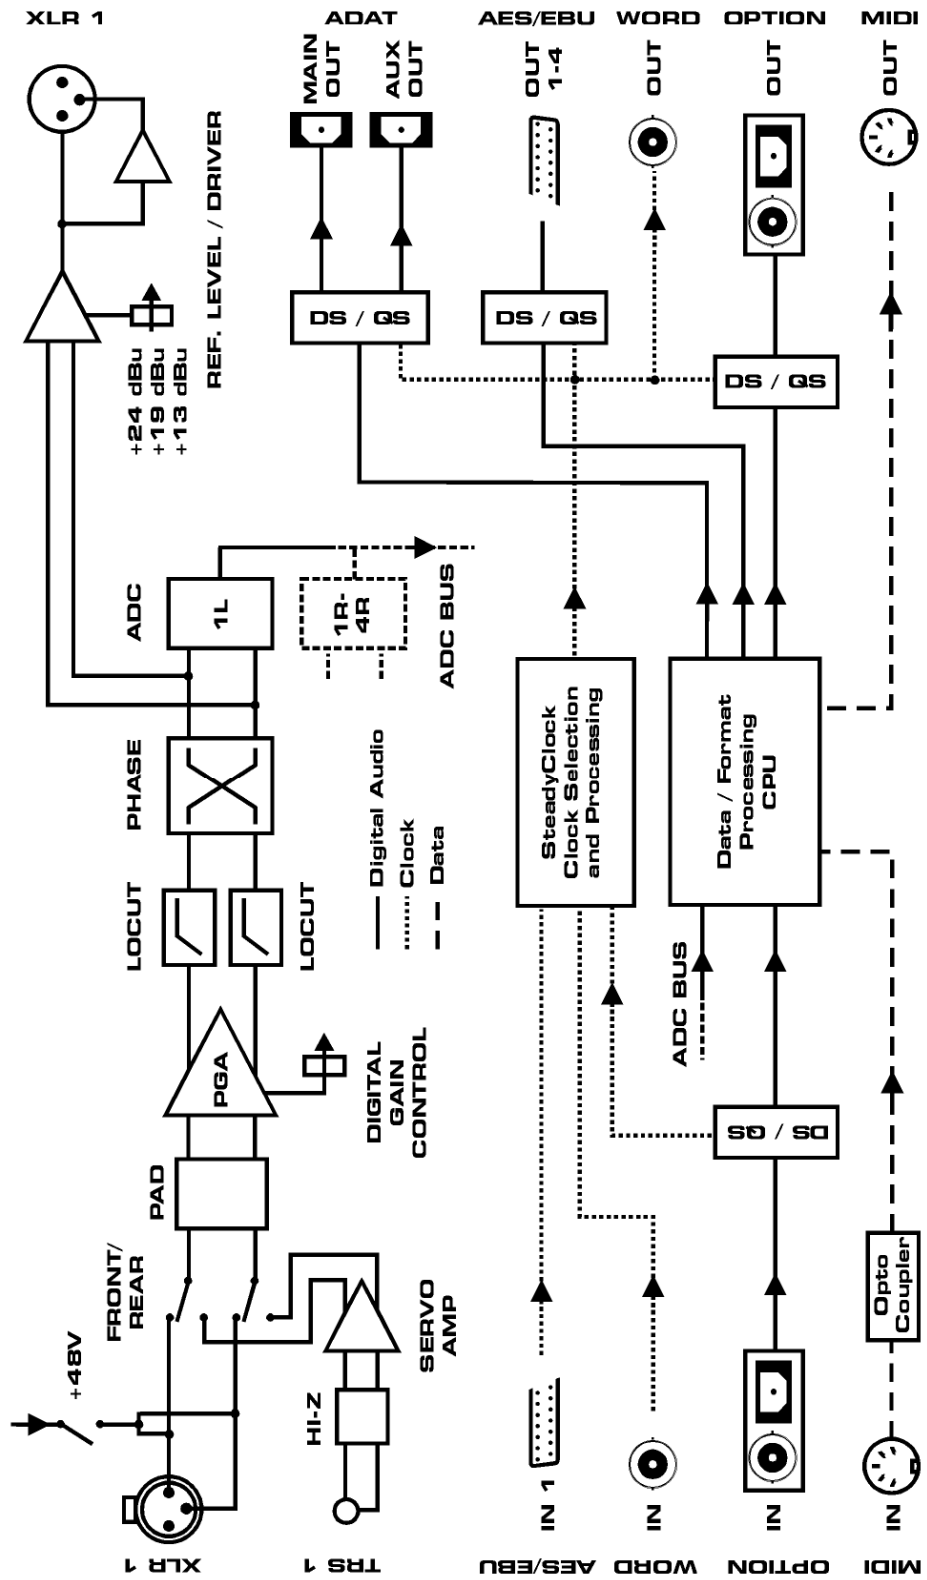 XLR 1
ADAT
AES/EBU
WORD
OPTION
MIDI
MAIN
OUT
AUX
OUT
OUT
1-4
OUT
OUT
OUT
REF. LEVEL / DRIVER
+24 dBu
+19 dBu
+13 dBu
DS / QS
DS / QS
DS / QS
ADC
1L
1R-
4R
ADC BUS
PHASE
LOCUT
LOCUT
Digital Audio
Clock
Data
SteadyClock
Clock Selection
and Processing
Data / Format
Processing
CPU
ADC BUS
PGA
DIGITAL
GAIN
CONTROL
PAD
DS / QS
FRONT/
REAR
+48V
SERVO
AMP
HI-Z
Opto
Coupler
IN 1
IN
IN
IN
XLR 1
TRS 1
AES/EBU
WORD
OPTION
MIDI